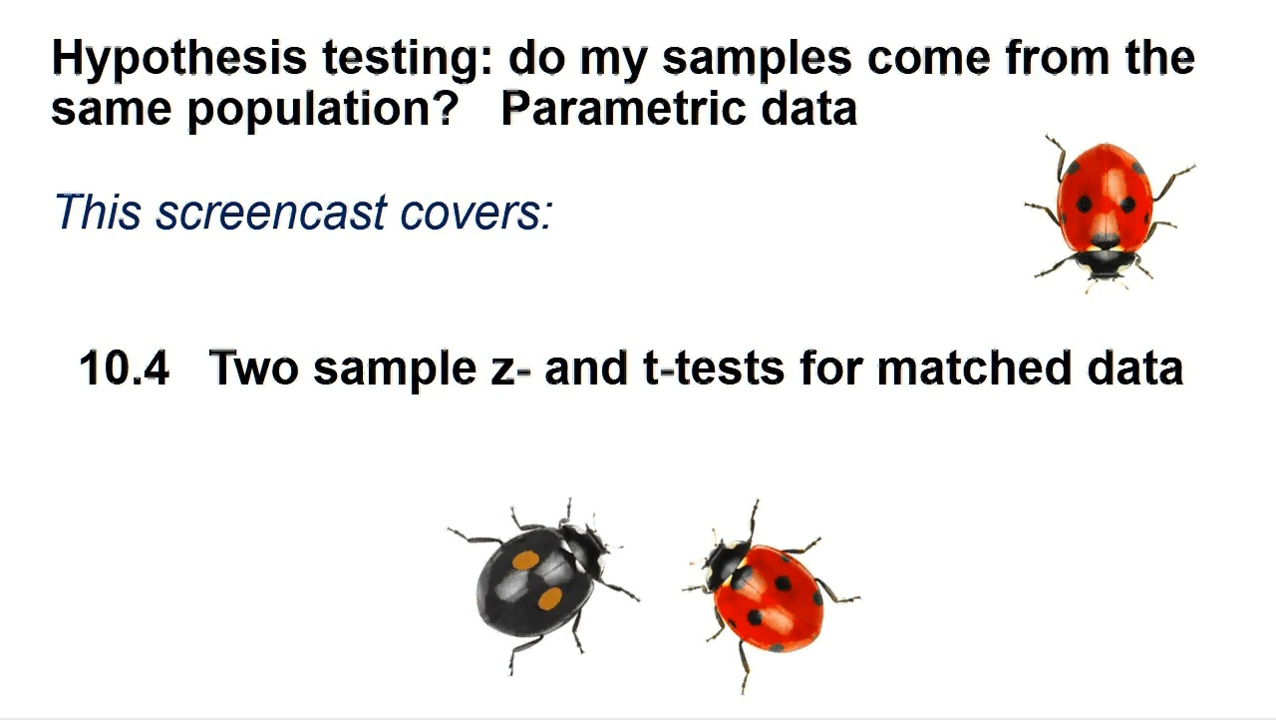 Hypothesis testing: do my samples come from the
same population? Parametric data
This screencast covers:
10.4 Two sample z- and t-tests for matched data